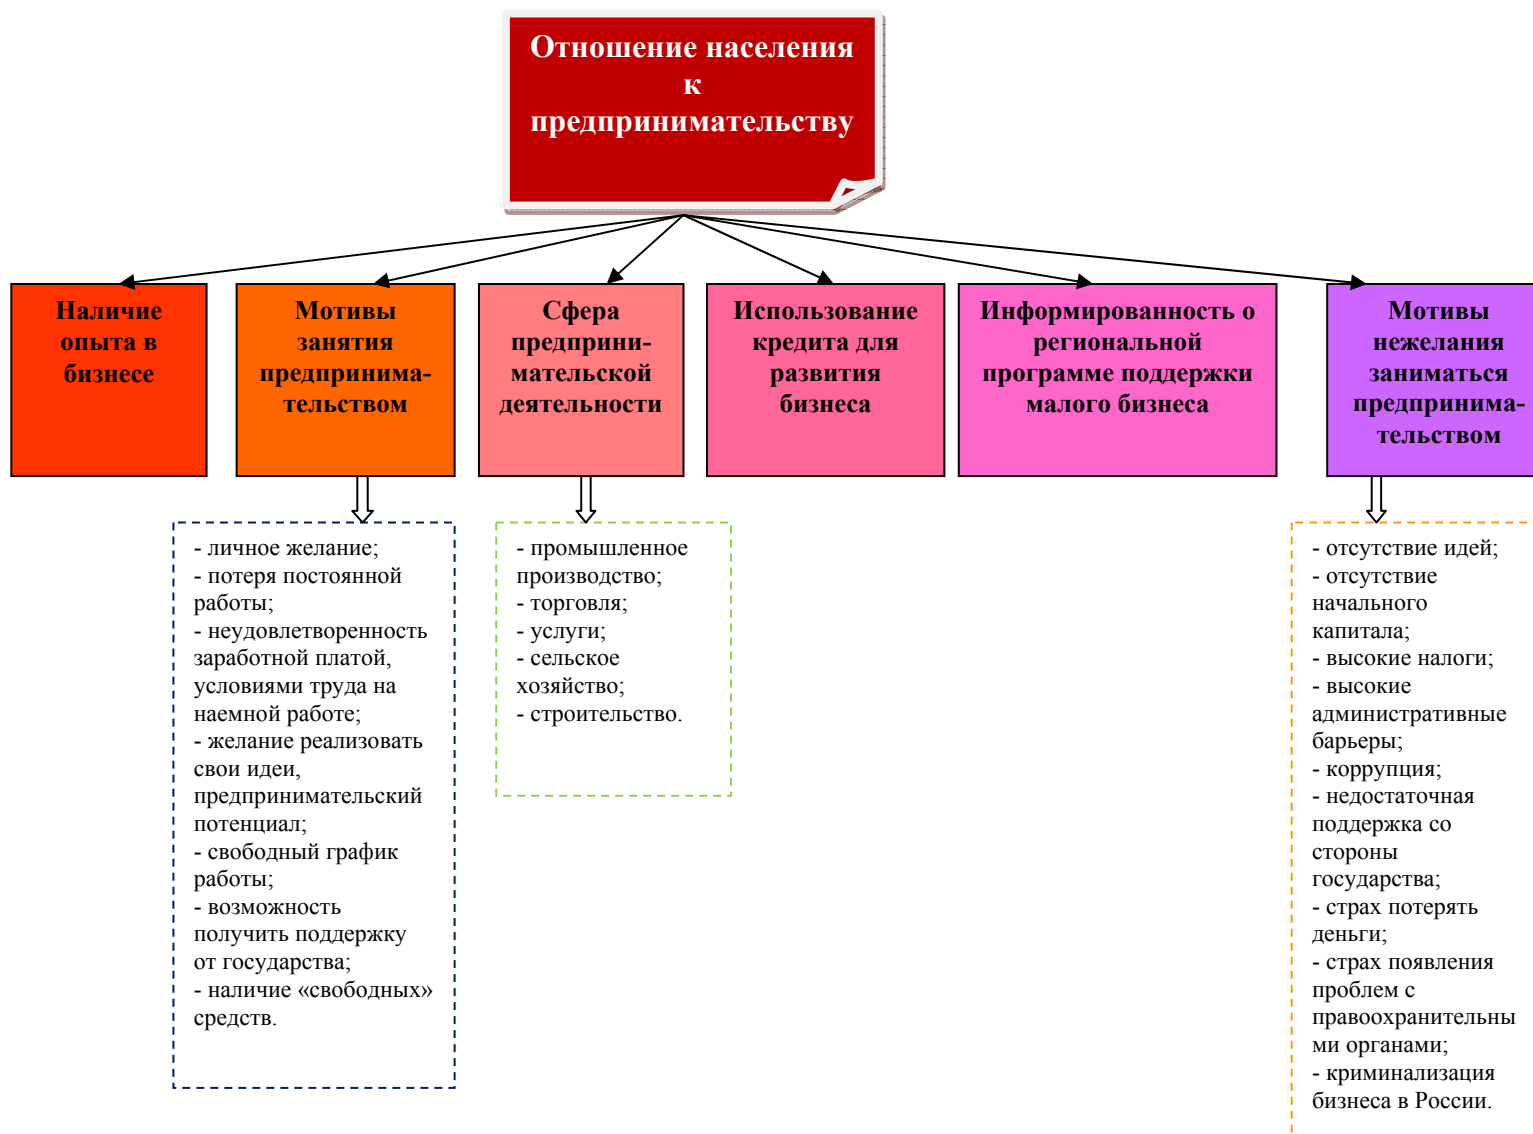 Отношение населения
к
предпринимательству
Наличие
опыта в
бизнесе
Мотивы
занятия
предпринима-
тельством
Сфера
предприни-
мательской
деятельности
Использование
кредита для
развития
бизнеса
Информированность о
региональной
программе поддержки
малого бизнеса
Мотивы
нежелания
заниматься
предпринима-
тельством
- личное желание;
- потеря постоянной
работы;
- неудовлетворенность
заработной платой,
условиями труда на
наемной работе;
- желание реализовать
свои идеи,
предпринимательский
потенциал;
- свободный график
работы;
- возможность
получить поддержку
от государства;
- наличие «свободных»
средств.
- промышленное
производство;
- торговля;
- услуги;
- сельское
хозяйство;
- строительство.
- отсутствие идей;
- отсутствие
начального
капитала;
- высокие налоги;
- высокие
административные
барьеры;
- коррупция;
- недостаточная
поддержка со
стороны
государства;
- страх потерять
деньги;
- страх появления
проблем с
правоохранительны
ми органами;
- криминализация
бизнеса в России.